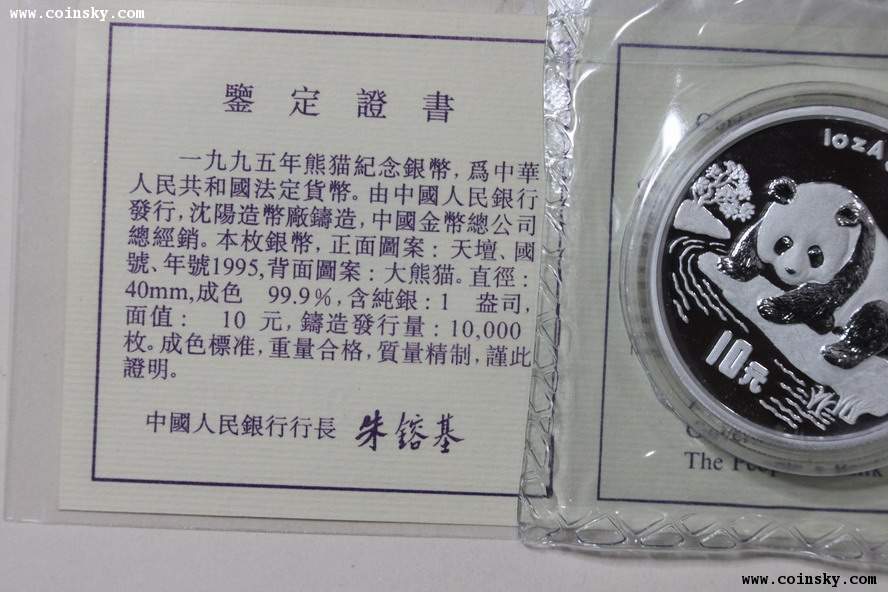 www.coinsky.com
www.coinsky.com
鑒定證書
一九九五年熊猫紀念銀幣，爲中華
人民共和國法定貨幣。由中國人民銀行
發行，沈陽造幣廠鑄造，中國金幣總公司
總經銷。本枚銀幣，正面圖案：天壇、國
號、年號1995,背面圖案：大熊猫。直徑：
40mm,成色 99.9%，含純銀：1 盎司，
面值： 10 元，鑄造發行量：10,000
枚。成色標准，重量合格，質量精制，謹此
證明。
中國人民銀行行長 朱鎔基
1oz A
10元
The
www.coinsky.com